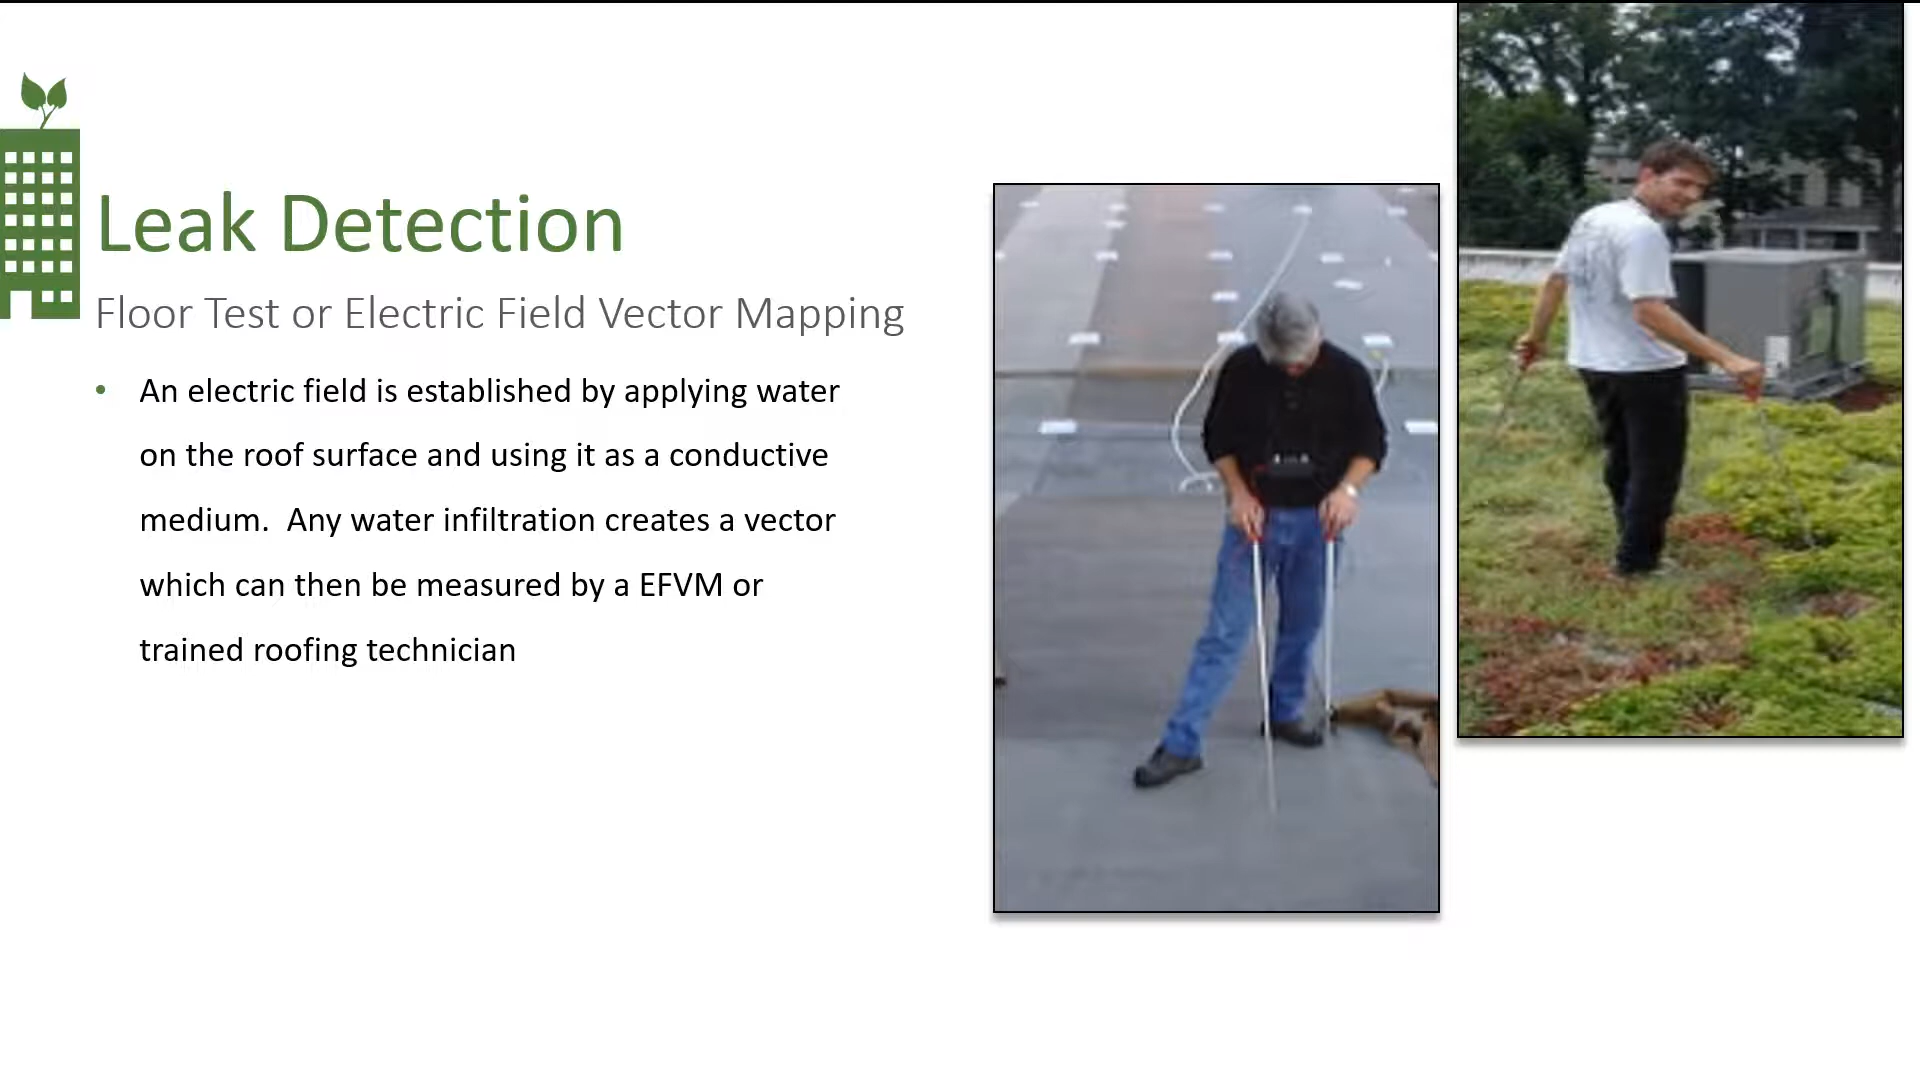 Leak Detection
Floor Test or Electric Field Vector Mapping
• An electric field is established by applying water
on the roof surface and using it as a conductive
medium.  Any water infiltration creates a vector
which can then be measured by a EFVM or
trained roofing technician